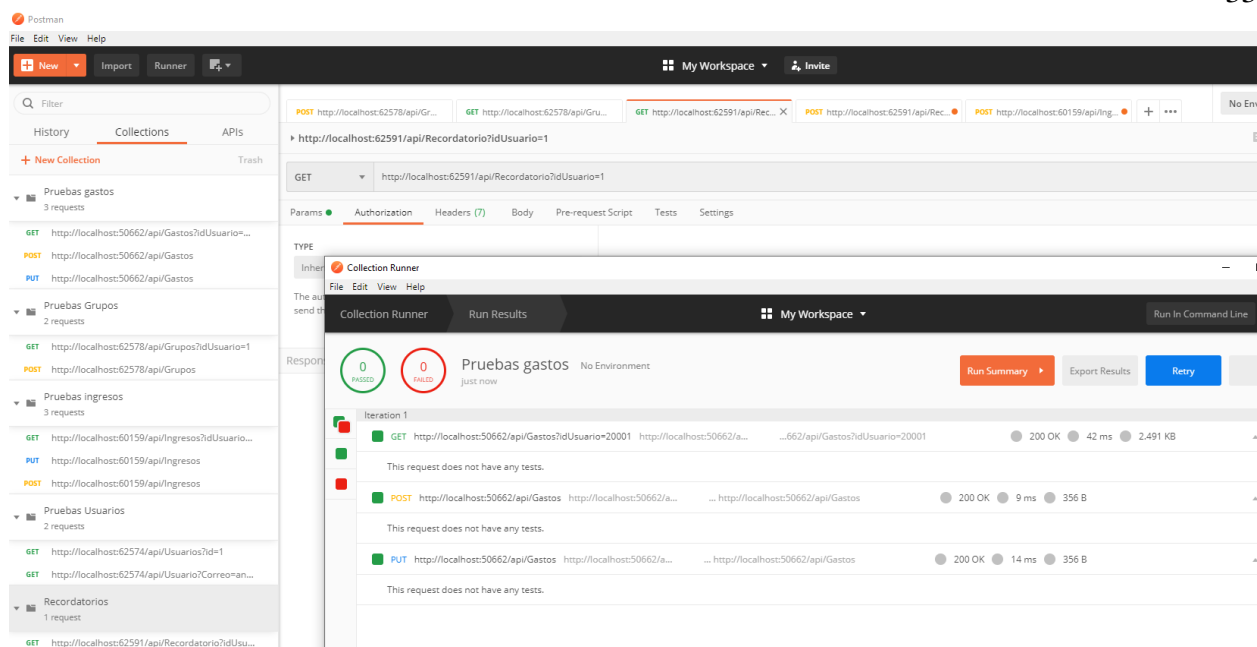 Postman
File Edit View Help
New Import Runner My Workspace Invite
Filter
History Collections APIs
+ New Collection Trash
Pruebas gastos
3 requests
GET http://localhost:50662/api/Gastos?idUsuario=...
POST http://localhost:50662/api/Gastos
PUT http://localhost:50662/api/Gastos
Pruebas Grupos
2 requests
GET http://localhost:62578/api/Grupos?idUsuario=1
POST http://localhost:62578/api/Grupos
Pruebas ingresos
3 requests
GET http://localhost:60159/api/Ingresos?idUsuario...
PUT http://localhost:60159/api/Ingresos
POST http://localhost:60159/api/Ingresos
Pruebas Usuarios
2 requests
GET http://localhost:62574/api/Usuarios?id=1
GET http://localhost:62574/api/Usuario?Correo=an...
Recordatorios
1 request
GET http://localhost:62591/api/Recordatorio?idUsu...
POST http://localhost:62578/api/Gr... GET http://localhost:62578/api/Gru... GET http://localhost:62591/api/Rec... X POST http://localhost:62591/api/Rec... POST http://localhost:60159/api/Ing... + ••• No Env
http://localhost:62591/api/Recordatorio?idUsuario=1
GET http://localhost:62591/api/Recordatorio?idUsuario=1
Params Authorization Headers (7) Body Pre-request Script Tests Settings
TYPE
Inher
The au
send th
Respon
Collection Runner
File Edit View Help
Collection Runner Run Results My Workspace Run In Command Line
0 PASSED 0 FAILED Pruebas gastos No Environment
just now
Run Summary Export Results Retry
Iteration 1
GET http://localhost:50662/api/Gastos?idUsuario=20001 http://localhost:50662/a... ...662/api/Gastos?idUsuario=20001 200 OK 42 ms 2.491 KB
This request does not have any tests.
POST http://localhost:50662/api/Gastos http://localhost:50662/a... ... http://localhost:50662/api/Gastos 200 OK 9 ms 356 B
This request does not have any tests.
PUT http://localhost:50662/api/Gastos http://localhost:50662/a... ... http://localhost:50662/api/Gastos 200 OK 14 ms 356 B
This request does not have any tests.